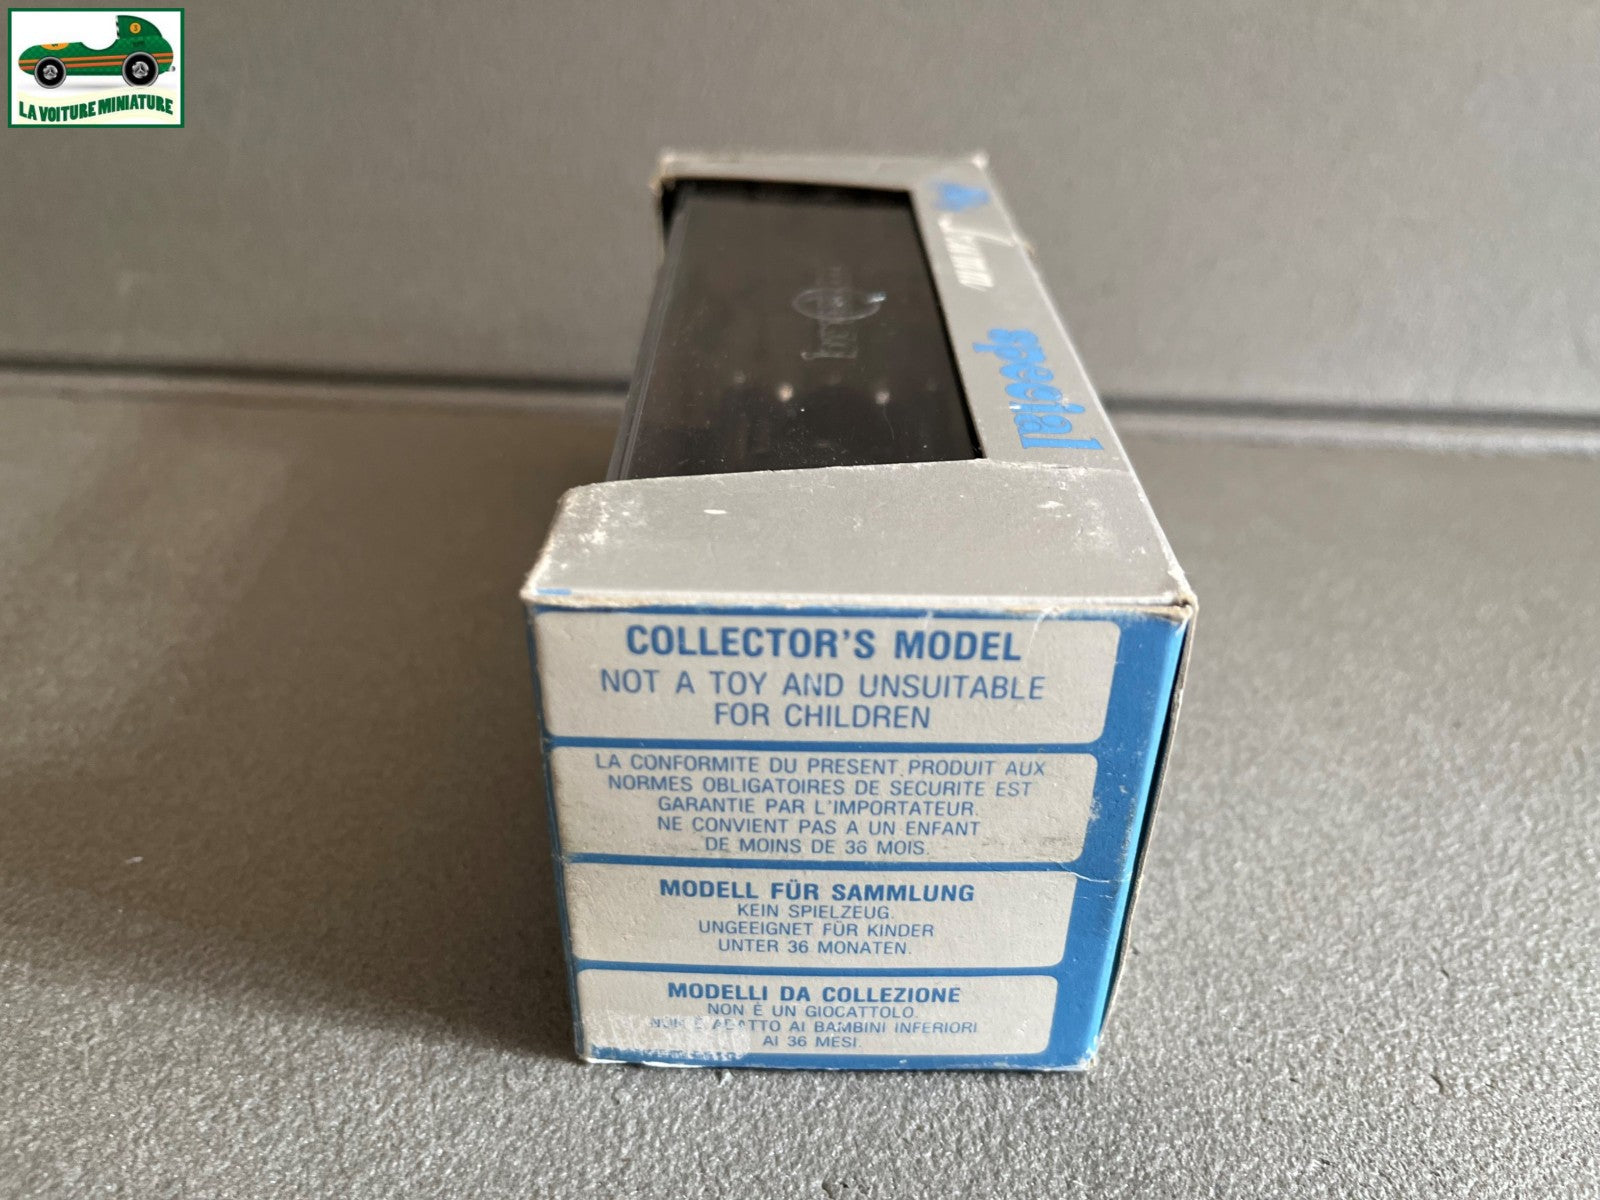 LA VOITURE MINIATURE
special
COLLECTOR'S MODEL
NOT A TOY AND UNSUITABLE
FOR CHILDREN
LA CONFORMITE DU PRESENT PRODUIT AUX
NORMES OBLIGATOIRES DE SECURITE EST
GARANTIE PAR L'IMPORTATEUR.
NE CONVIENT PAS A UN ENFANT
DE MOINS DE 36 MOIS.
MODELL FÜR SAMMLUNG
KEIN SPIELZEUG.
UNGEEIGNET FÜR KINDER
UNTER 36 MONATEN.
MODELLI DA COLLEZIONE
NON È UN GIOCATTOLO.
NON È ADATTO AI BAMBINI INFERIORI
AI 36 MESI.